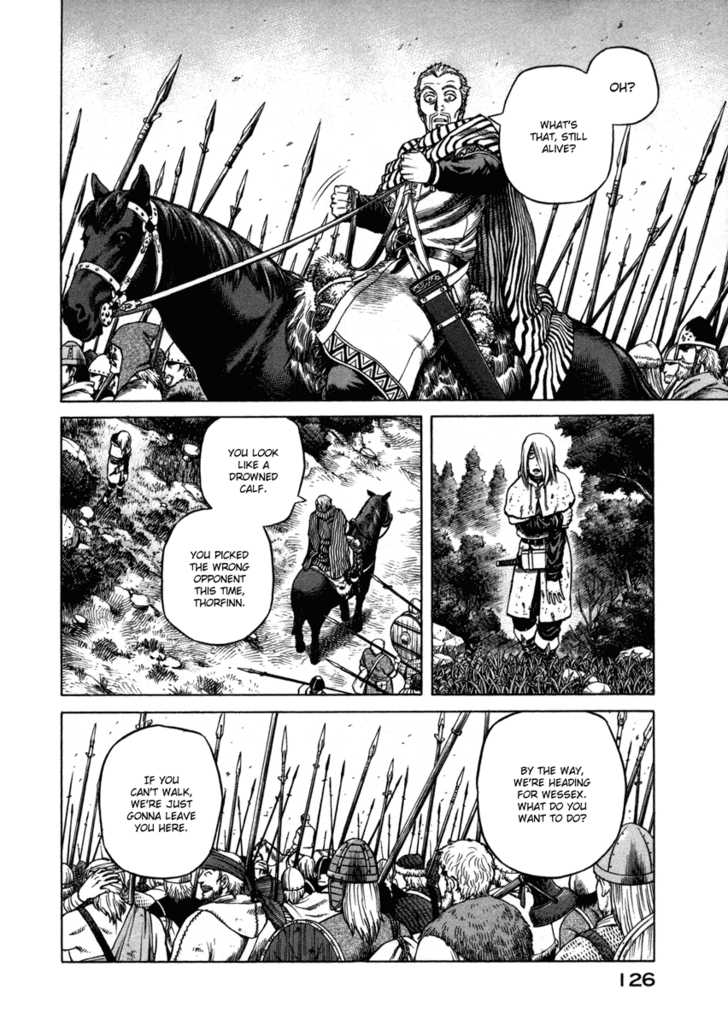 OH?
WHAT'S
THAT, STILL
ALIVE?
YOU LOOK
LIKE A
DROWNED
CALF.
YOU PICKED
THE WRONG
OPPONENT
THIS TIME,
THORFINN.
BY THE WAY,
WE'RE HEADING
FOR WESSEX.
WHAT DO YOU
WANT TO DO?
IF YOU
CAN'T WALK,
WE'RE JUST
GONNA LEAVE
YOU HERE.
126